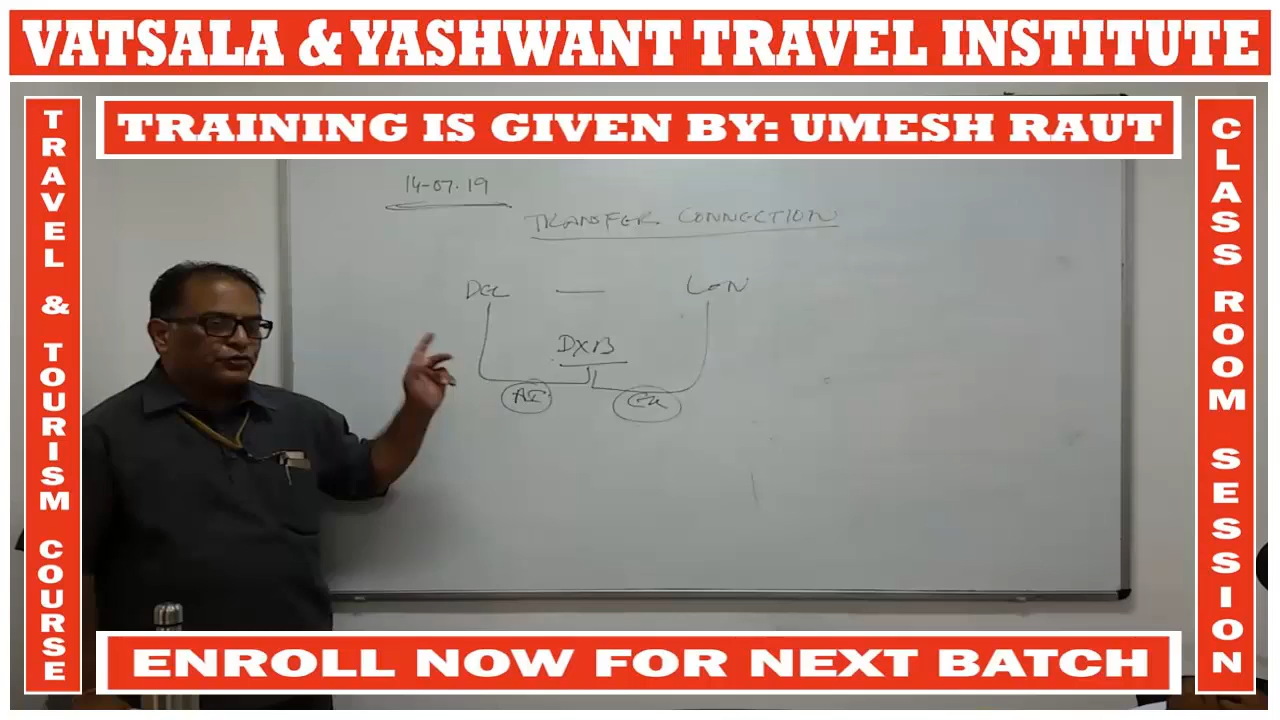 VATSALA & YASHWANT TRAVEL INSTITUTE
TRAINING IS GIVEN BY: UMESH RAUT
TRAVEL & TOURISM COURSE
CLASS ROOM SESSION
14-07.19
TRANSFER CONNECTION
DEL — LON
DXB
AI EK
ENROLL NOW FOR NEXT BATCH